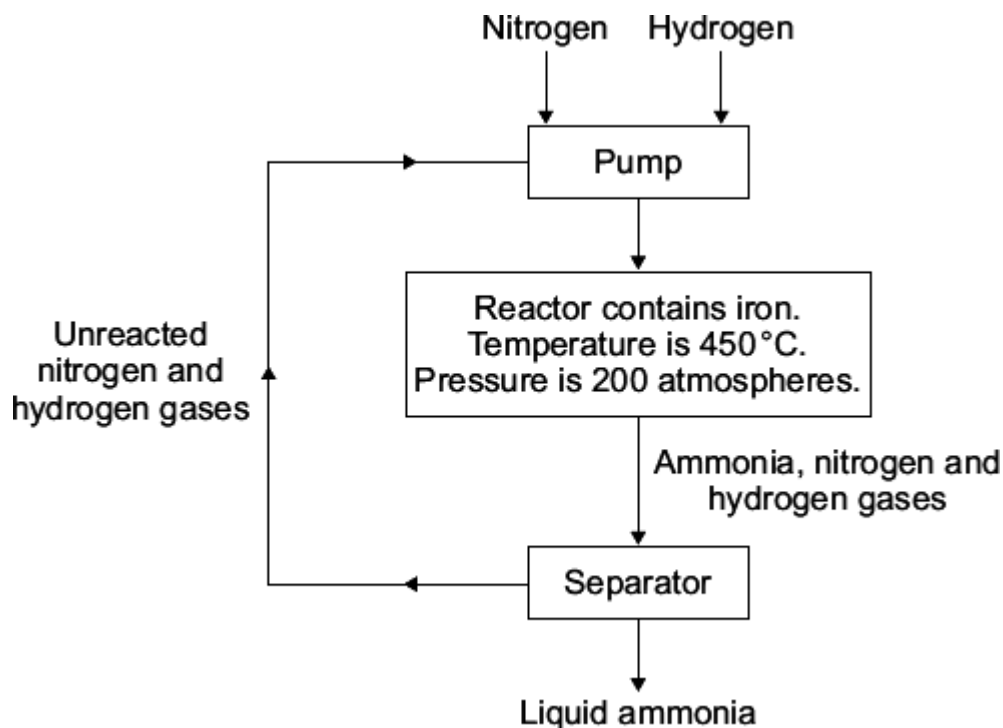 Nitrogen Hydrogen
Pump
Reactor contains iron.
Temperature is 450 °C.
Pressure is 200 atmospheres.
Unreacted
nitrogen and
hydrogen gases
Ammonia, nitrogen and
hydrogen gases
Separator
Liquid ammonia